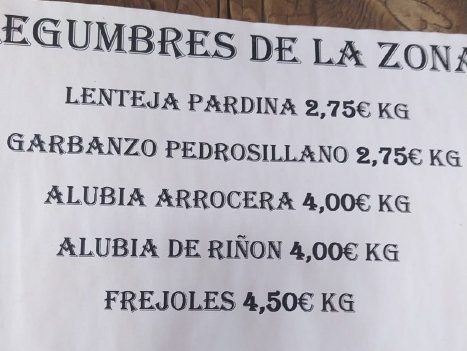 EGUMBRES DE LA ZONA
LENTEJA PARDINA 2,75€ KG
GARBANZO PEDROSILLANO 2,75€ KG
ALUBIA ARROCERA 4,00€ KG
ALUBIA DE RIÑON 4,00€ KG
FREJOLES 4,50€ KG